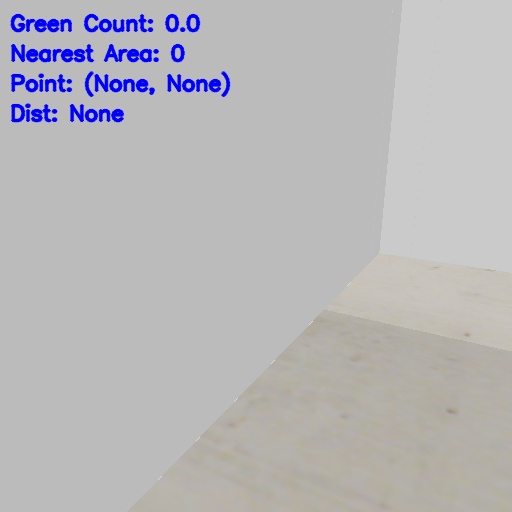 Green Count: 0.0
Nearest Area: 0
Point: (None, None)
Dist: None